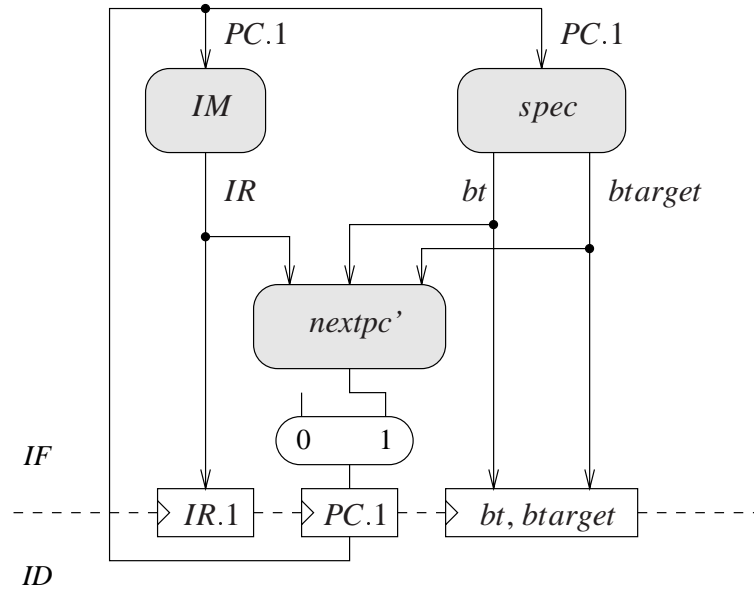 PC.1 PC.1
IM spec
IR bt btarget
nextpc’
0 1
IF
IR.1 PC.1 bt, btarget
ID